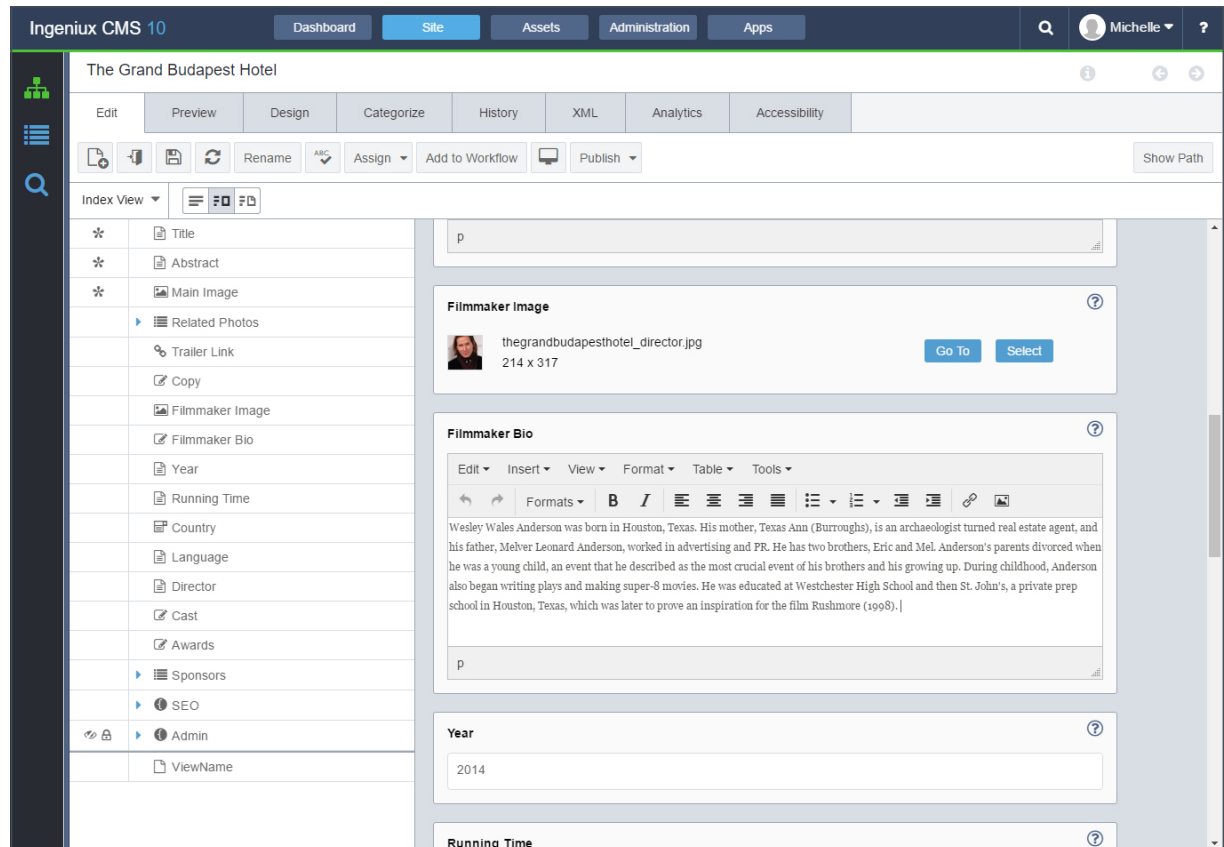 Ingeniux CMS 10
Dashboard
Site
Assets
Administration
Apps
Michelle
?
The Grand Budapest Hotel
Edit
Preview
Design
Categorize
History
XML
Analytics
Accessibility
Rename
ABC
Assign
Add to Workflow
Publish
Show Path
Index View
Title
Abstract
Main Image
Related Photos
Trailer Link
Copy
Filmmaker Image
Filmmaker Bio
Year
Running Time
Country
Language
Director
Cast
Awards
Sponsors
SEO
Admin
ViewName
p
Filmmaker Image
?
thegrandbudapesthotel_director.jpg
214 x 317
Go To
Select
Filmmaker Bio
?
Edit
Insert
View
Format
Table
Tools
Formats
B
I
Wesley Wales Anderson was born in Houston, Texas. His mother, Texas Ann (Burroughs), is an archaeologist turned real estate agent, and
his father, Melver Leonard Anderson, worked in advertising and PR. He has two brothers, Eric and Mel. Anderson's parents divorced when
he was a young child, an event that he described as the most crucial event of his brothers and his growing up. During childhood, Anderson
also began writing plays and making super-8 movies. He was educated at Westchester High School and then St. John's, a private prep
school in Houston, Texas, which was later to prove an inspiration for the film Rushmore (1998).
p
Year
?
2014
Running Time
?